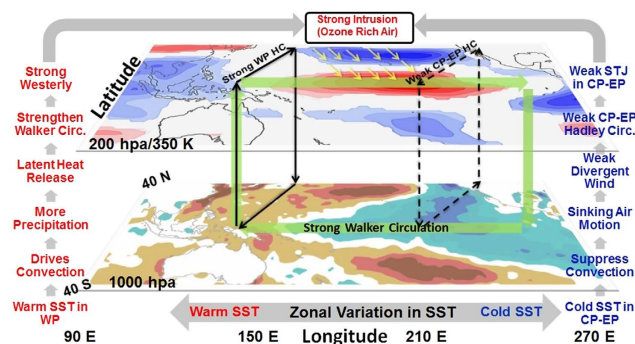 Strong Intrusion
(Ozone Rich Air)
Strong
Westerly
Strengthen
Walker Circ.
Latent Heat
Release
More
Precipitation
Drives
Convection
Warm SST in
WP
Latitude
Strong WP HC
Weak CP-EP HC
200 hpa/350 K
40 N
Strong Walker Circulation
1000 hpa
40 S
Weak STJ
in CP-EP
Weak CP-EP
Hadley Circ.
Weak
Divergent
Wind
Sinking Air
Motion
Suppress
Convection
Cold SST in
CP-EP
Warm SST
Zonal Variation in SST
Cold SST
90 E
150 E
Longitude
210 E
270 E